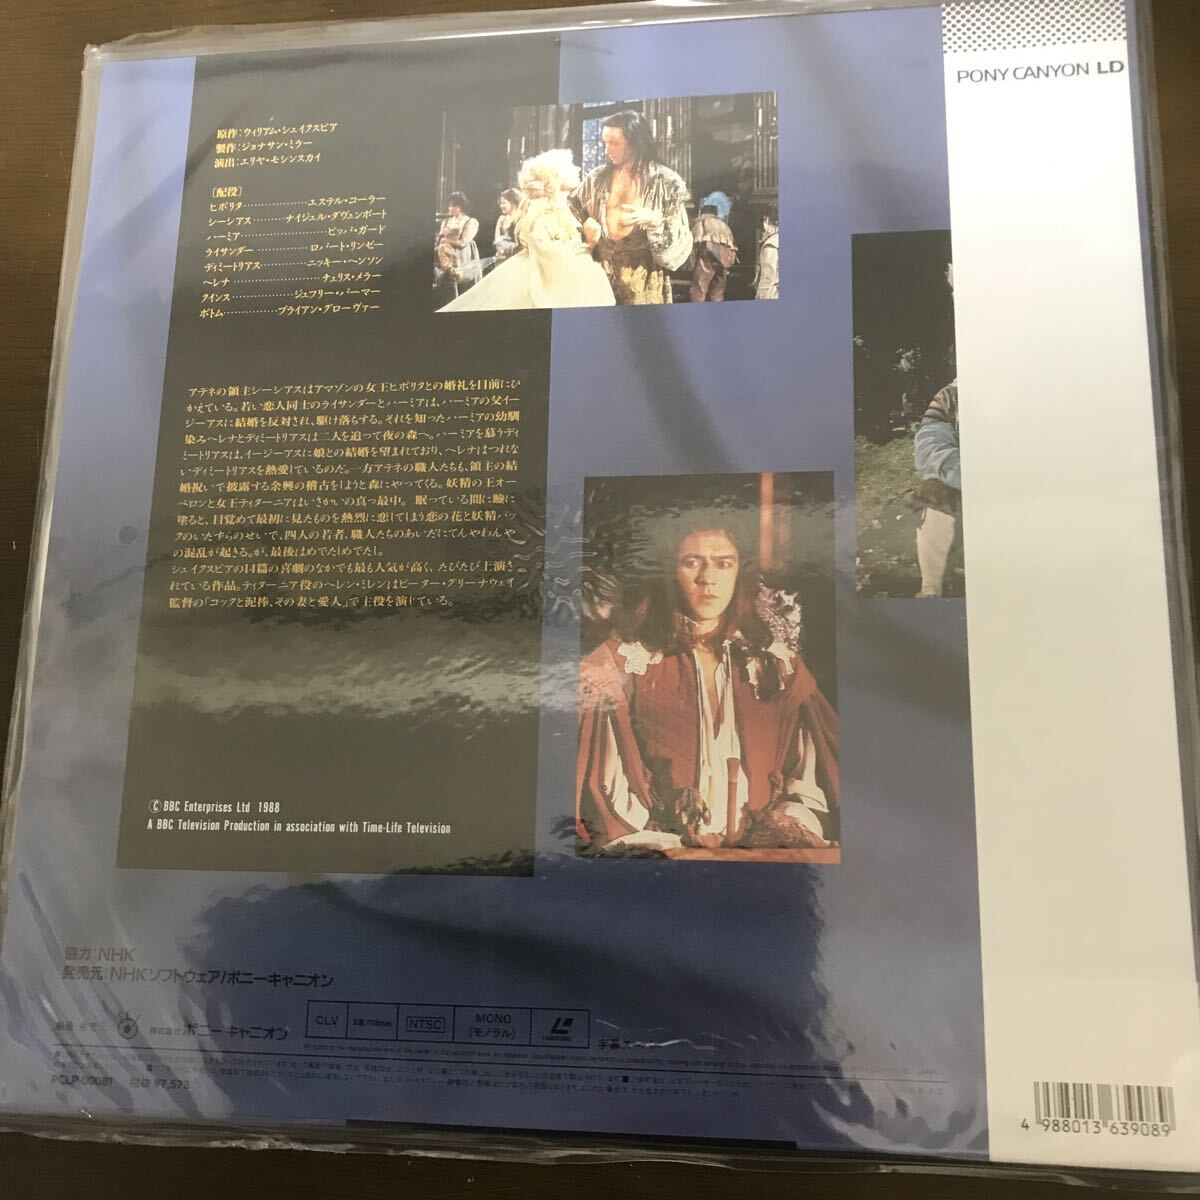 PONY CANYON LD
原作:ウィリアム・シェイクスピア
製作:ジョナサン・ミラー
演出:エリヤ・モシンスカイ
〔配役〕
ヒポリタ………………エステル・コーラー
シーシアス………ナイジェル・ダヴェンポート
ハーミア……………………ピッパ・ガード
ライサンダー……………ロバート・リンゼー
ディミートリアス…………ニッキー・ヘンソン
ヘレナ……………………チェリス・メラー
クインス………………ジェフリー・パーマー
ボトム……………ブライアン・グローヴァー
アテネの領主シーシアスはアマゾンの女王ヒポリタとの婚礼を目前にひ
かえている。若い恋人同士のライサンダーとハーミアは、ハーミアの父イー
ジーアスに結婚を反対され、駆け落ちする。それを知ったハーミアの幼馴
染みヘレナとディミートリアスは二人を追って夜の森へ。ハーミアを慕うディ
ミートリアスは、イージーアスに娘との結婚を望まれており、ヘレナはつれな
いディミートリアスを熱愛しているのだ。一方アテネの職人たちも、領主の結
婚祝いで披露する余興の稽古をしようと森にやってくる。妖精の王オー
ベロンと女王ティターニアはいさかいの真っ最中。眠っている間に瞼に
塗ると、目覚めて最初に見たものを熱烈に恋してしまう恋の花と妖精パッ
クのいたずらのせいで、四人の若者、職人たちのあいだにてんやわんや
の混乱が起きる。が、最後はめでたしめでたし。
シェイクスピアの14篇の喜劇のなかでも最も人気が高く、たびたび上演さ
れている作品。ティターニア役のヘレン・ミレンはピーター・グリーナウェイ
監督の「コックと泥棒、その妻と愛人」で主役を演じている。
ⒸBBC Enterprises Ltd 1988
A BBC Television Production in association with Time-Life Television
協力:NHK
発売元:NHKソフトウェア/ポニーキャニオン
株式会社 ポニーキャニオン
CLV
NTSC
MONO
(モノラル)
字幕スーパー
PCLP-00081 税抜 ¥7,573
4 988013 639089